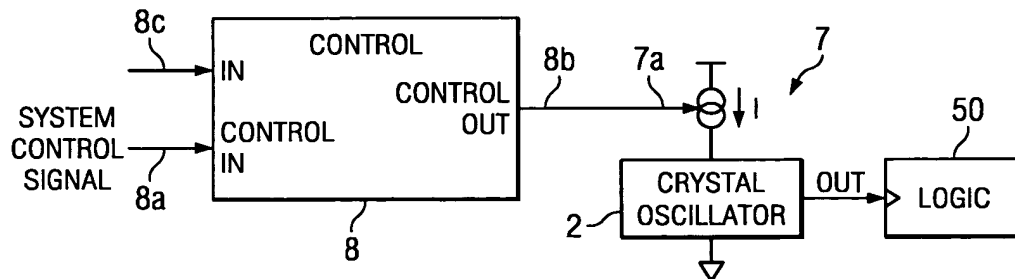 8c
CONTROL
IN
CONTROL
OUT
8b
7a
7
I
SYSTEM
CONTROL
SIGNAL
8a
CONTROL
IN
8
CRYSTAL
OSCILLATOR
2
OUT
50
LOGIC